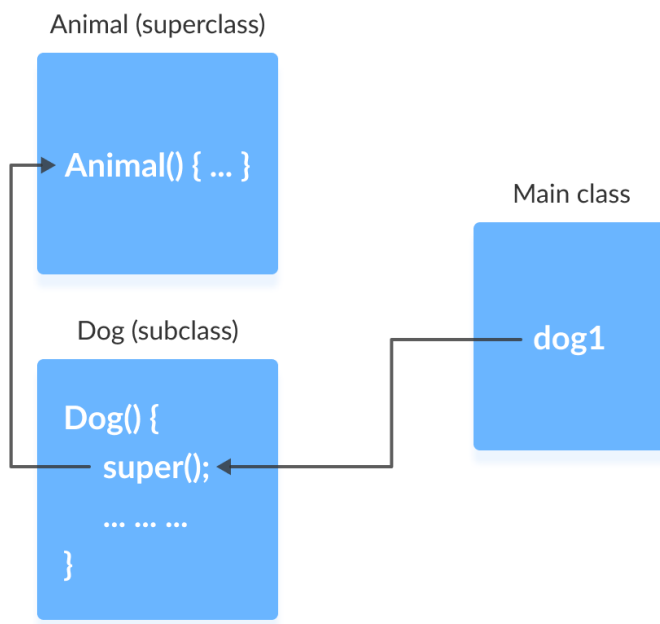 Animal (superclass)
Animal() { ... }
Main class
dog1
Dog (subclass)
Dog() {
super();
... ... ...
}